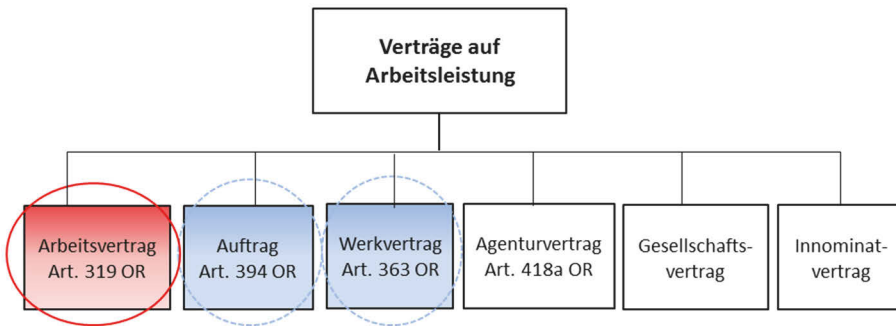 Verträge auf
Arbeitsleistung
Arbeitsvertrag
Art. 319 OR
Auftrag
Art. 394 OR
Werkvertrag
Art. 363 OR
Agenturvertrag
Art. 418a OR
Gesellschafts-
vertrag
Innominat-
vertrag